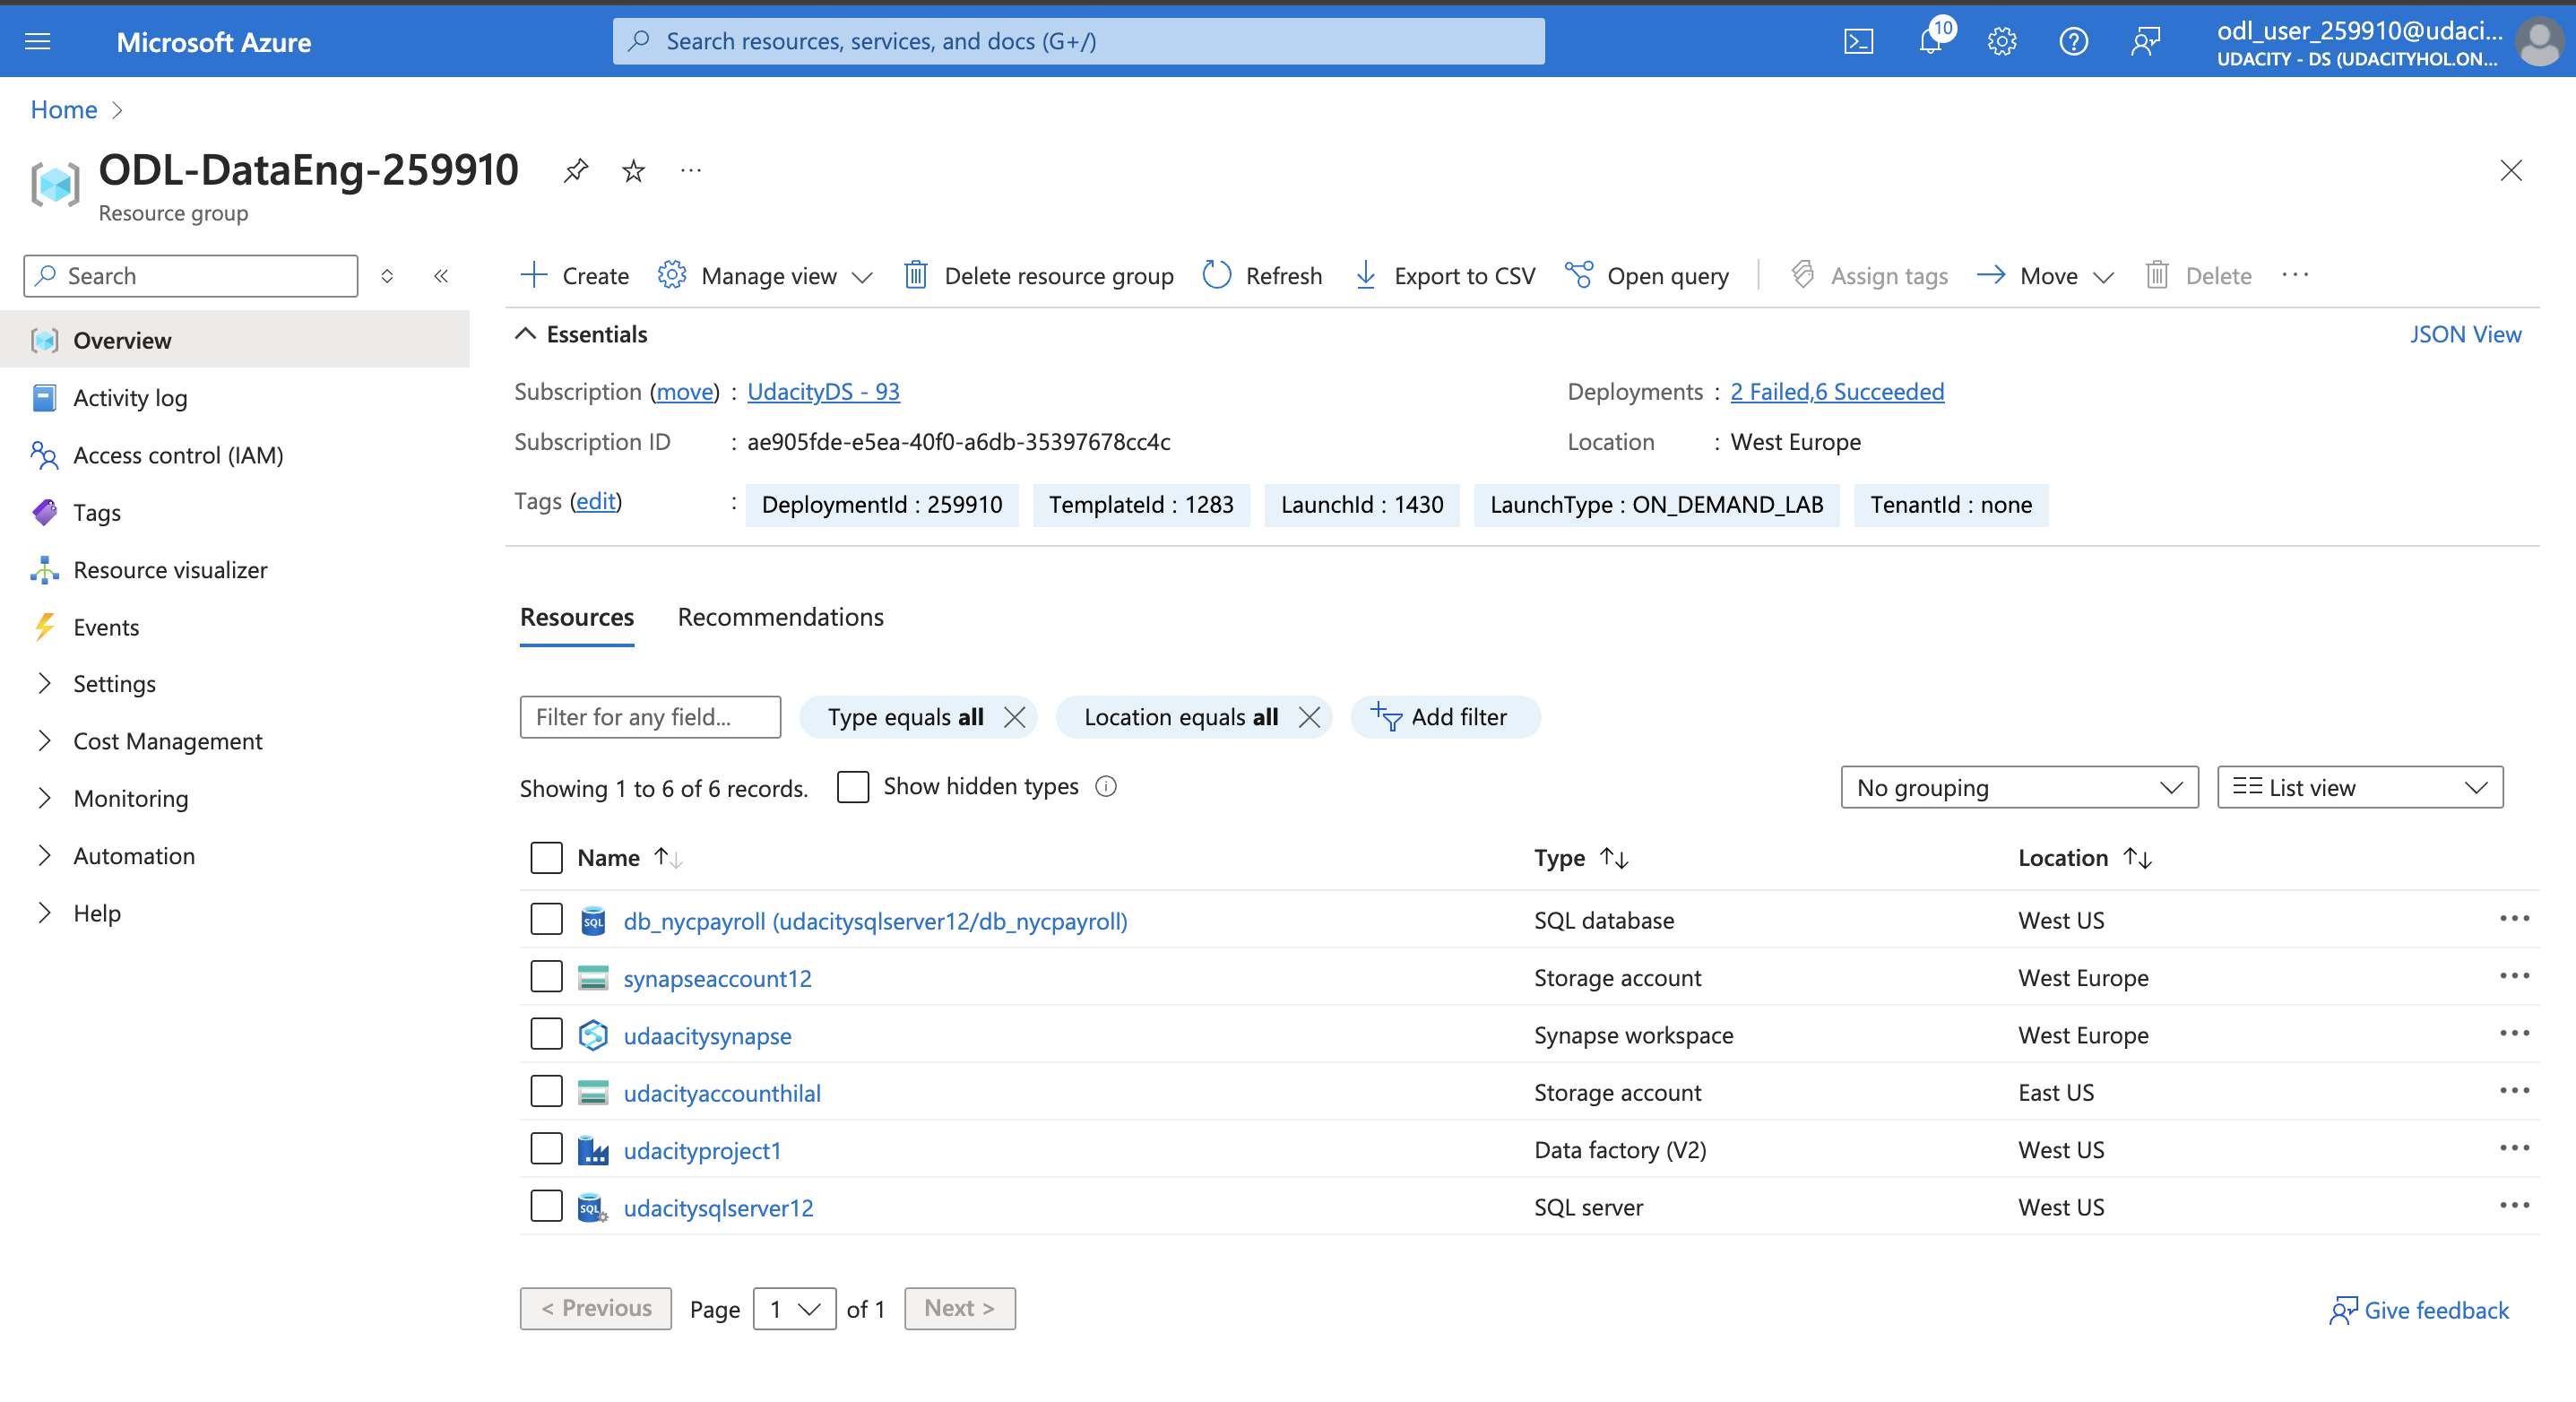 Microsoft Azure
Search resources, services, and docs (G+/)
10
odl_user_259910@udaci...
UDACITY - DS (UDACITYHOL.ON...
Home
ODL-DataEng-259910
...
Resource group
Search
Create
Manage view
Delete resource group
Refresh
Export to CSV
Open query
Assign tags
Move
Delete
...
Overview
Activity log
Access control (IAM)
Tags
Resource visualizer
Events
Settings
Cost Management
Monitoring
Automation
Help
Essentials
JSON View
Subscription (move) : UdacityDS - 93
Deployments : 2 Failed,6 Succeeded
Subscription ID : ae905fde-e5ea-40f0-a6db-35397678cc4c
Location : West Europe
Tags (edit) : DeploymentId : 259910 TemplateId : 1283 LaunchId : 1430 LaunchType : ON_DEMAND_LAB TenantId : none
Resources Recommendations
Filter for any field... Type equals all Location equals all Add filter
Showing 1 to 6 of 6 records. Show hidden types
No grouping List view
Name Type Location
SQL db_nycpayroll (udacitysqlserver12/db_nycpayroll) SQL database West US
synapseaccount12 Storage account West Europe
udaacitysynapse Synapse workspace West Europe
udacityaccounthilal Storage account East US
udacityproject1 Data factory (V2) West US
SQL udacitysqlserver12 SQL server West US
< Previous Page 1 of 1 Next >
Give feedback